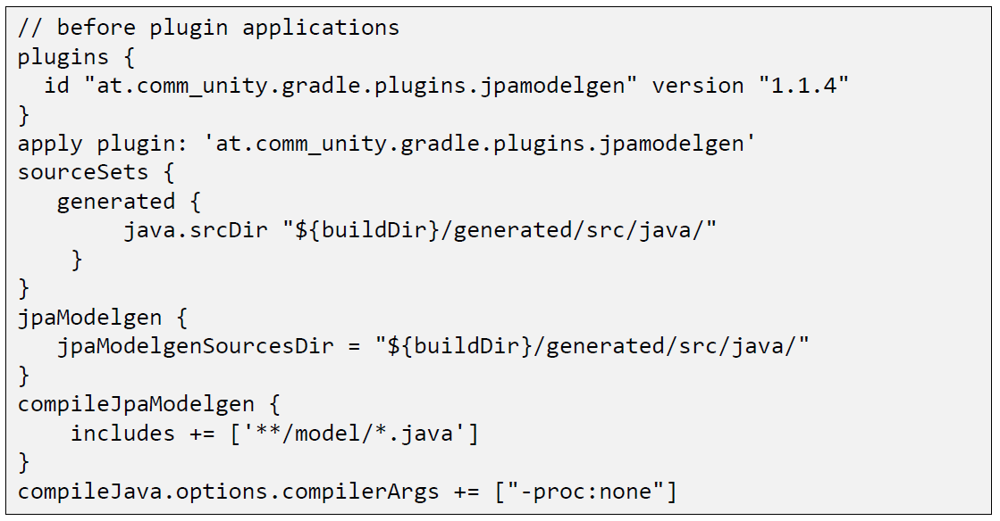 // before plugin applications
plugins {
  id "at.comm_unity.gradle.plugins.jpamodelgen" version "1.1.4"
}
apply plugin: 'at.comm_unity.gradle.plugins.jpamodelgen'
sourceSets {
   generated {
        java.srcDir "${buildDir}/generated/src/java/"
    }
}
jpaModelgen {
   jpaModelgenSourcesDir = "${buildDir}/generated/src/java/"
}
compileJpaModelgen {
    includes += ['**/model/*.java']
}
compileJava.options.compilerArgs += ["-proc:none"]